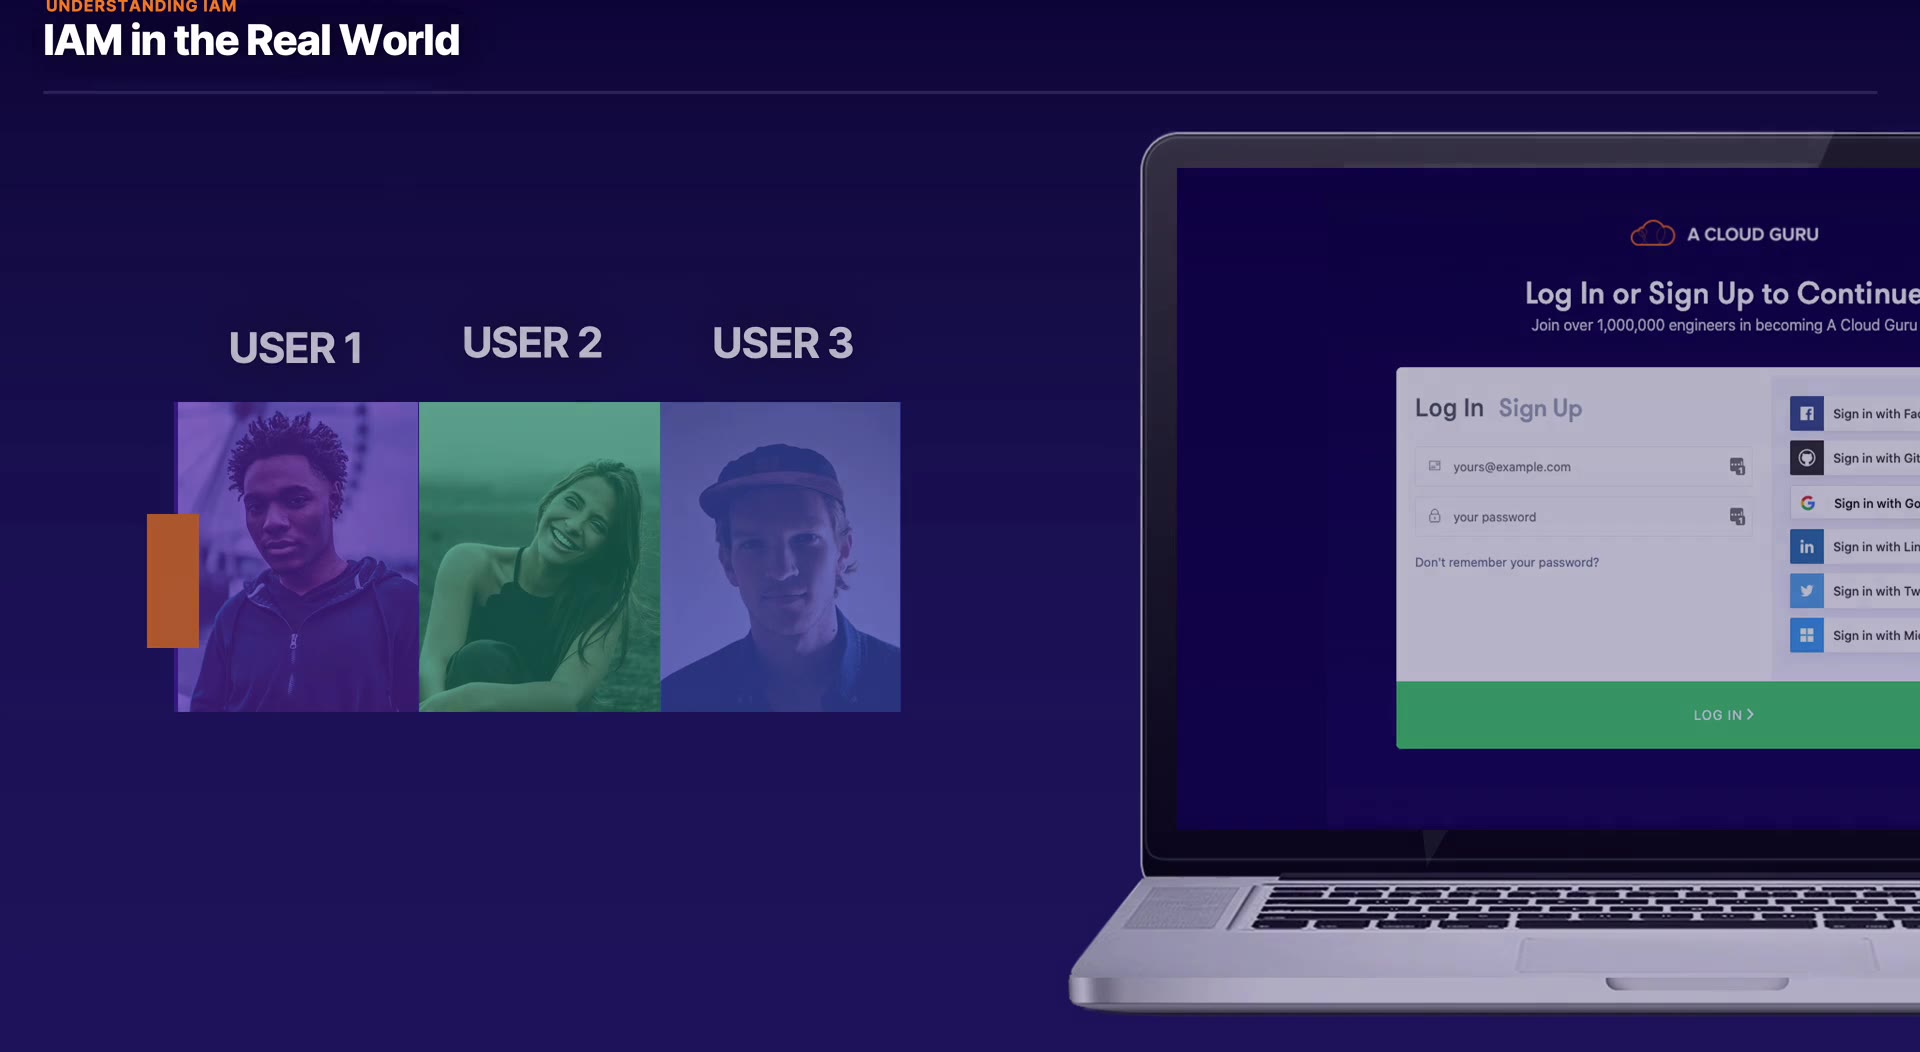 UNDERSTANDING IAM
IAM in the Real World
USER 1
USER 2
USER 3
A CLOUD GURU
Log In or Sign Up to Continue
Join over 1,000,000 engineers in becoming A Cloud Guru
Log In Sign Up
yours@example.com
your password
Don't remember your password?
Sign in with Fac
Sign in with Git
Sign in with Go
Sign in with Lin
Sign in with Tw
Sign in with Mic
LOG IN >